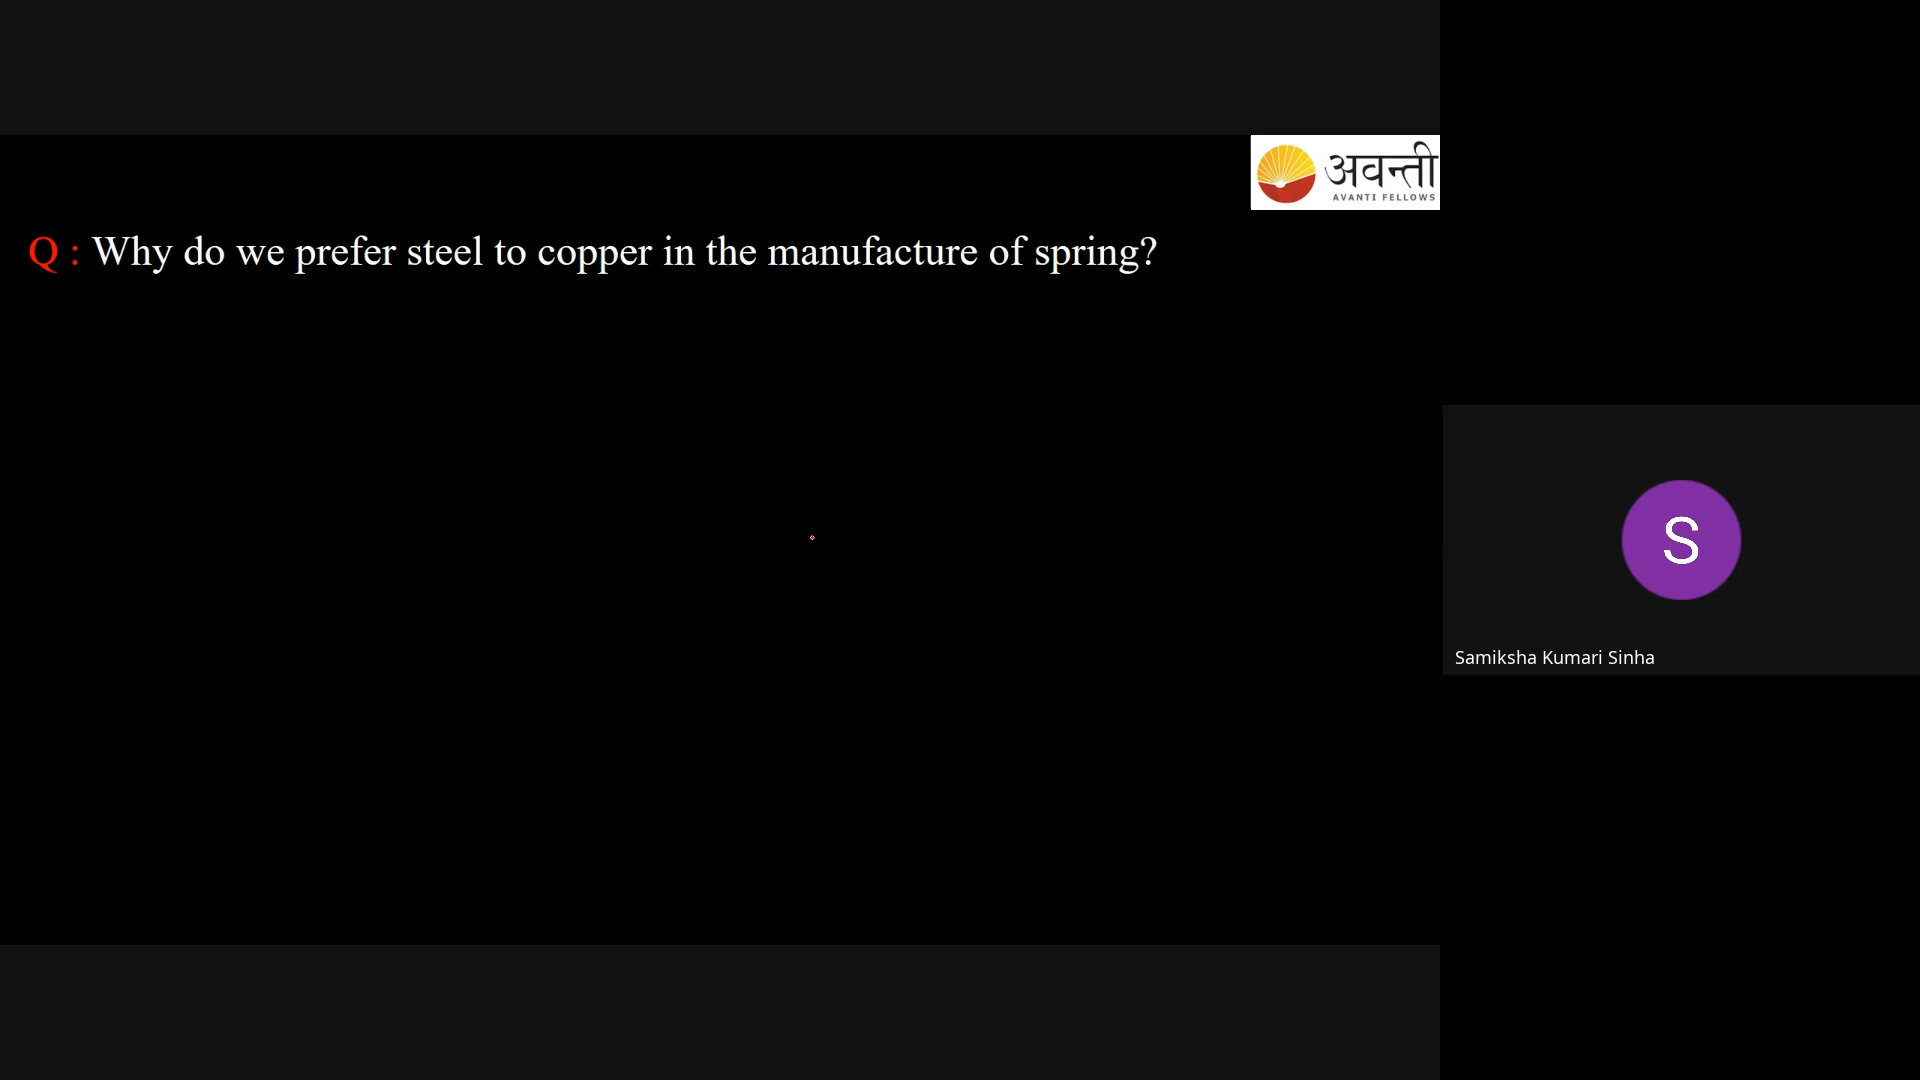 अवन्ती
AVANTI FELLOWS
Q : Why do we prefer steel to copper in the manufacture of spring?
S
Samiksha Kumari Sinha